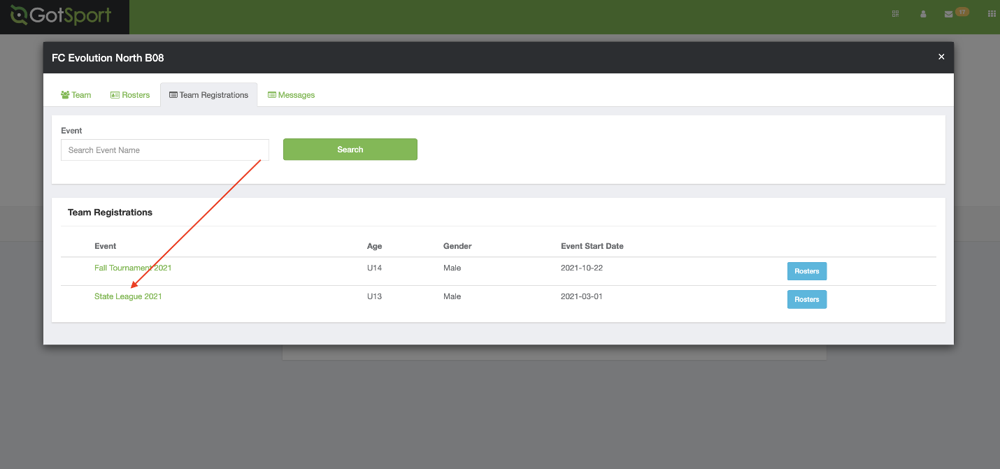 GotSport
17
FC Evolution North B08
×
Team Rosters Team Registrations Messages
Event
Search Event Name Search
Team Registrations
Event Age Gender Event Start Date
Fall Tournament 2021 U14 Male 2021-10-22 Rosters
State League 2021 U13 Male 2021-03-01 Rosters